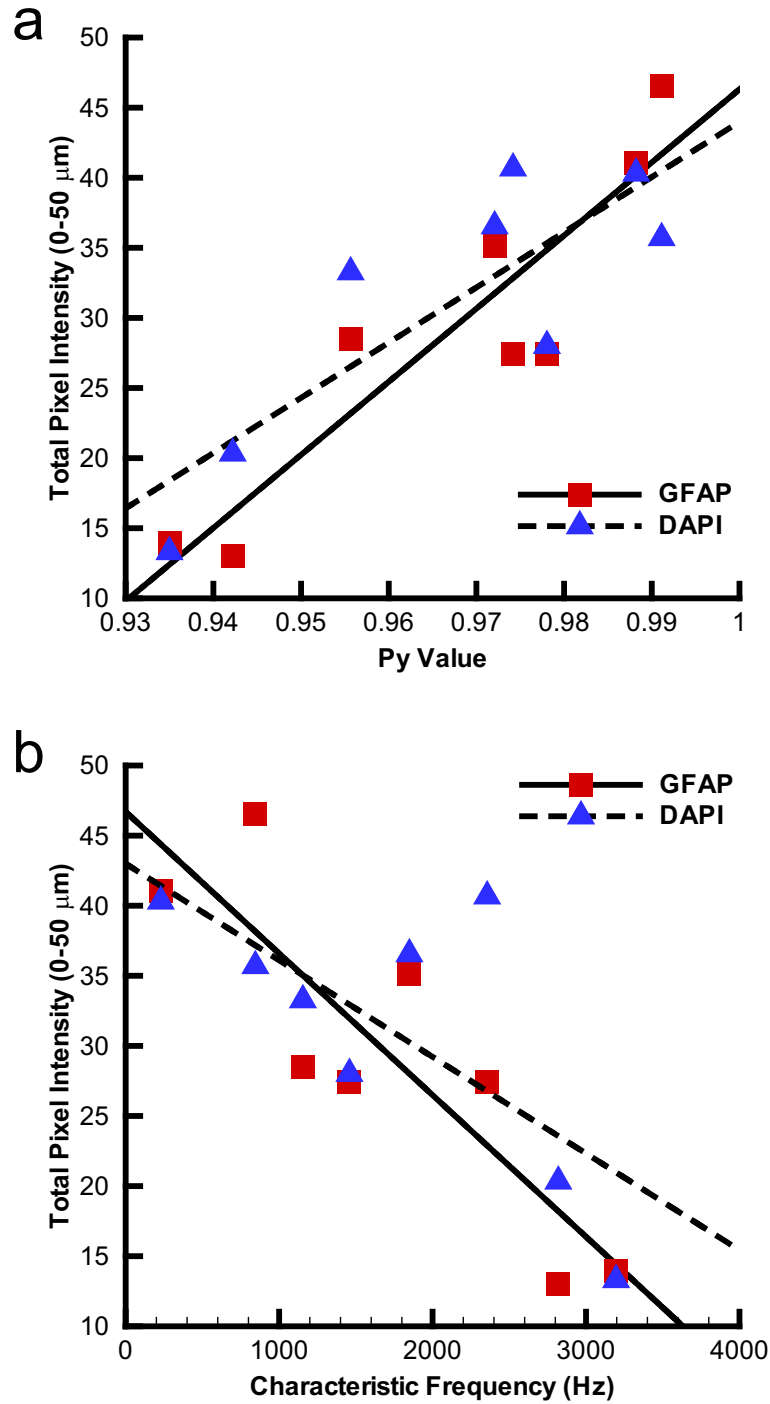 a
50
45
40
35
30
25
20
15
10
Total Pixel Intensity (0-50 μm)
GFAP
DAPI
0.93 0.94 0.95 0.96 0.97 0.98 0.99 1
Py Value
b
50
45
40
35
30
25
20
15
10
Total Pixel Intensity (0-50 μm)
GFAP
DAPI
0 1000 2000 3000 4000
Characteristic Frequency (Hz)